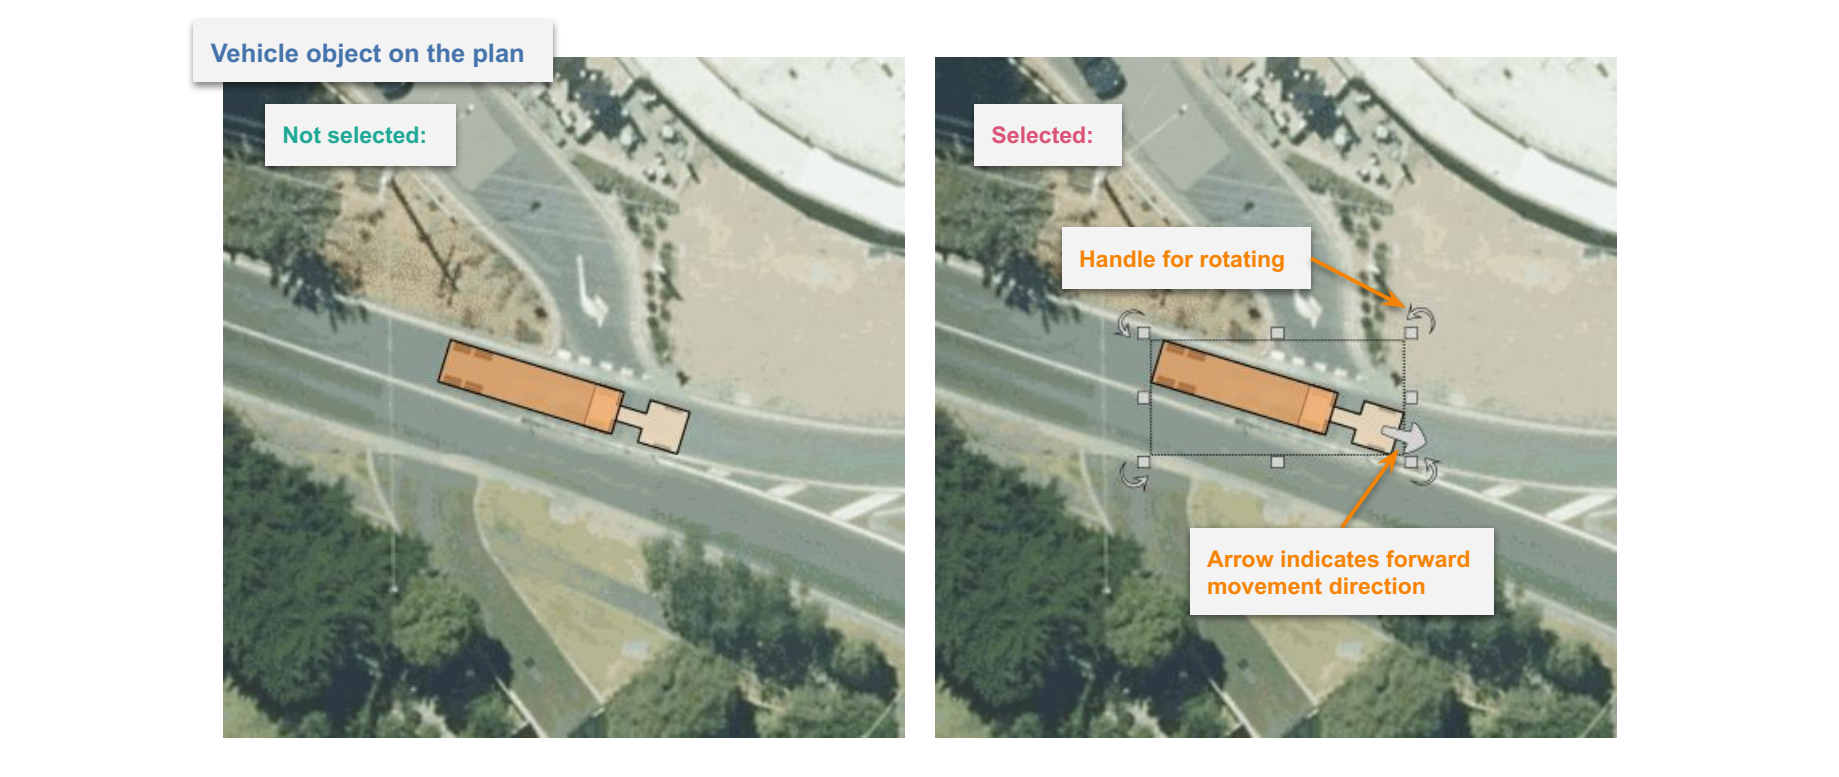 Vehicle object on the plan
Not selected:
Selected:
Handle for rotating
Arrow indicates forward
movement direction